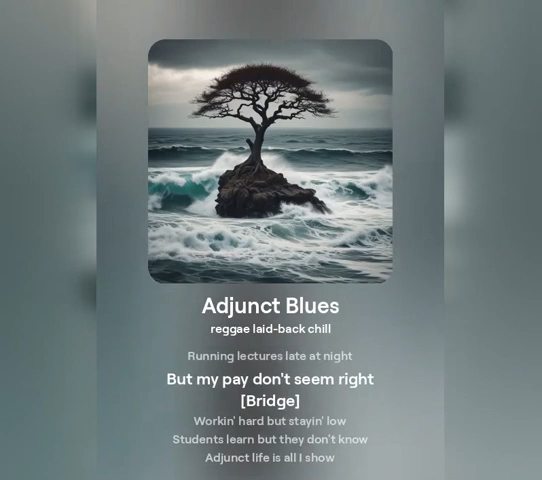 Adjunct Blues
reggae laid-back chill
Running lectures late at night
But my pay don't seem right
[Bridge]
Workin' hard but stayin' low
Students learn but they don't know
Adjunct life is all I show